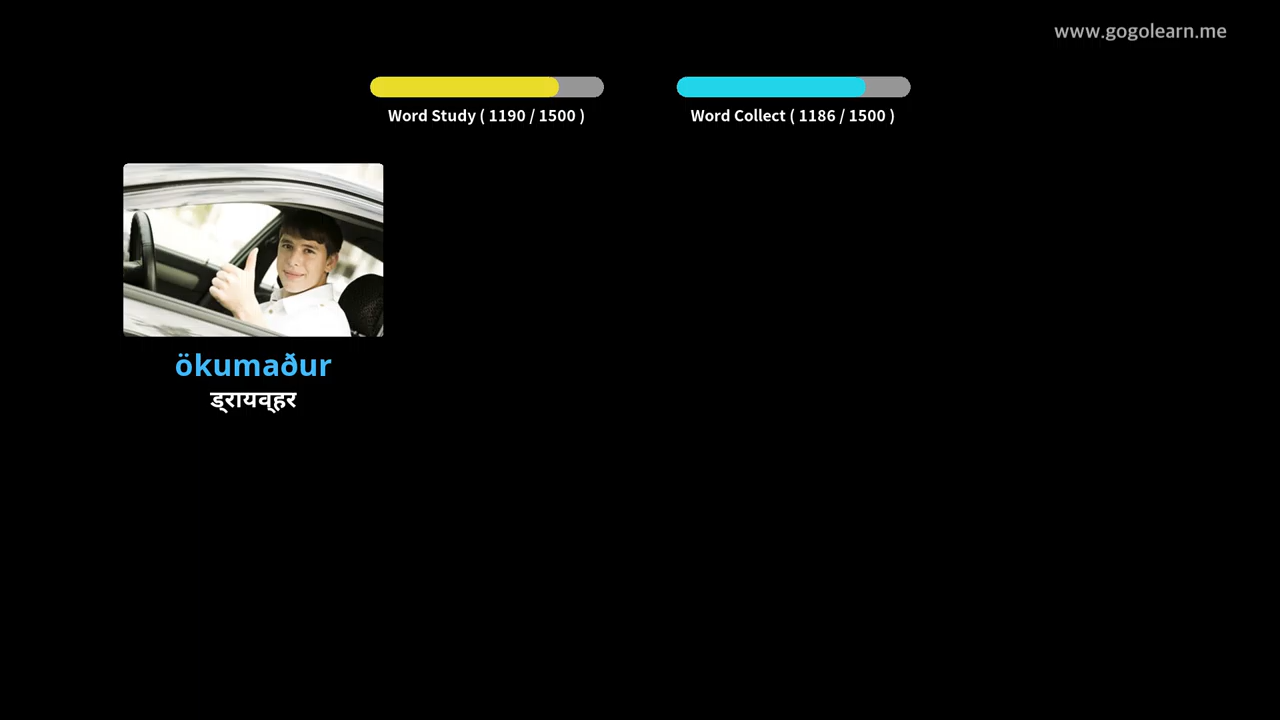 www.gogolearn.me
Word Study ( 1190 / 1500 )
Word Collect ( 1186 / 1500 )
ökumaður
ड्रायव्हर